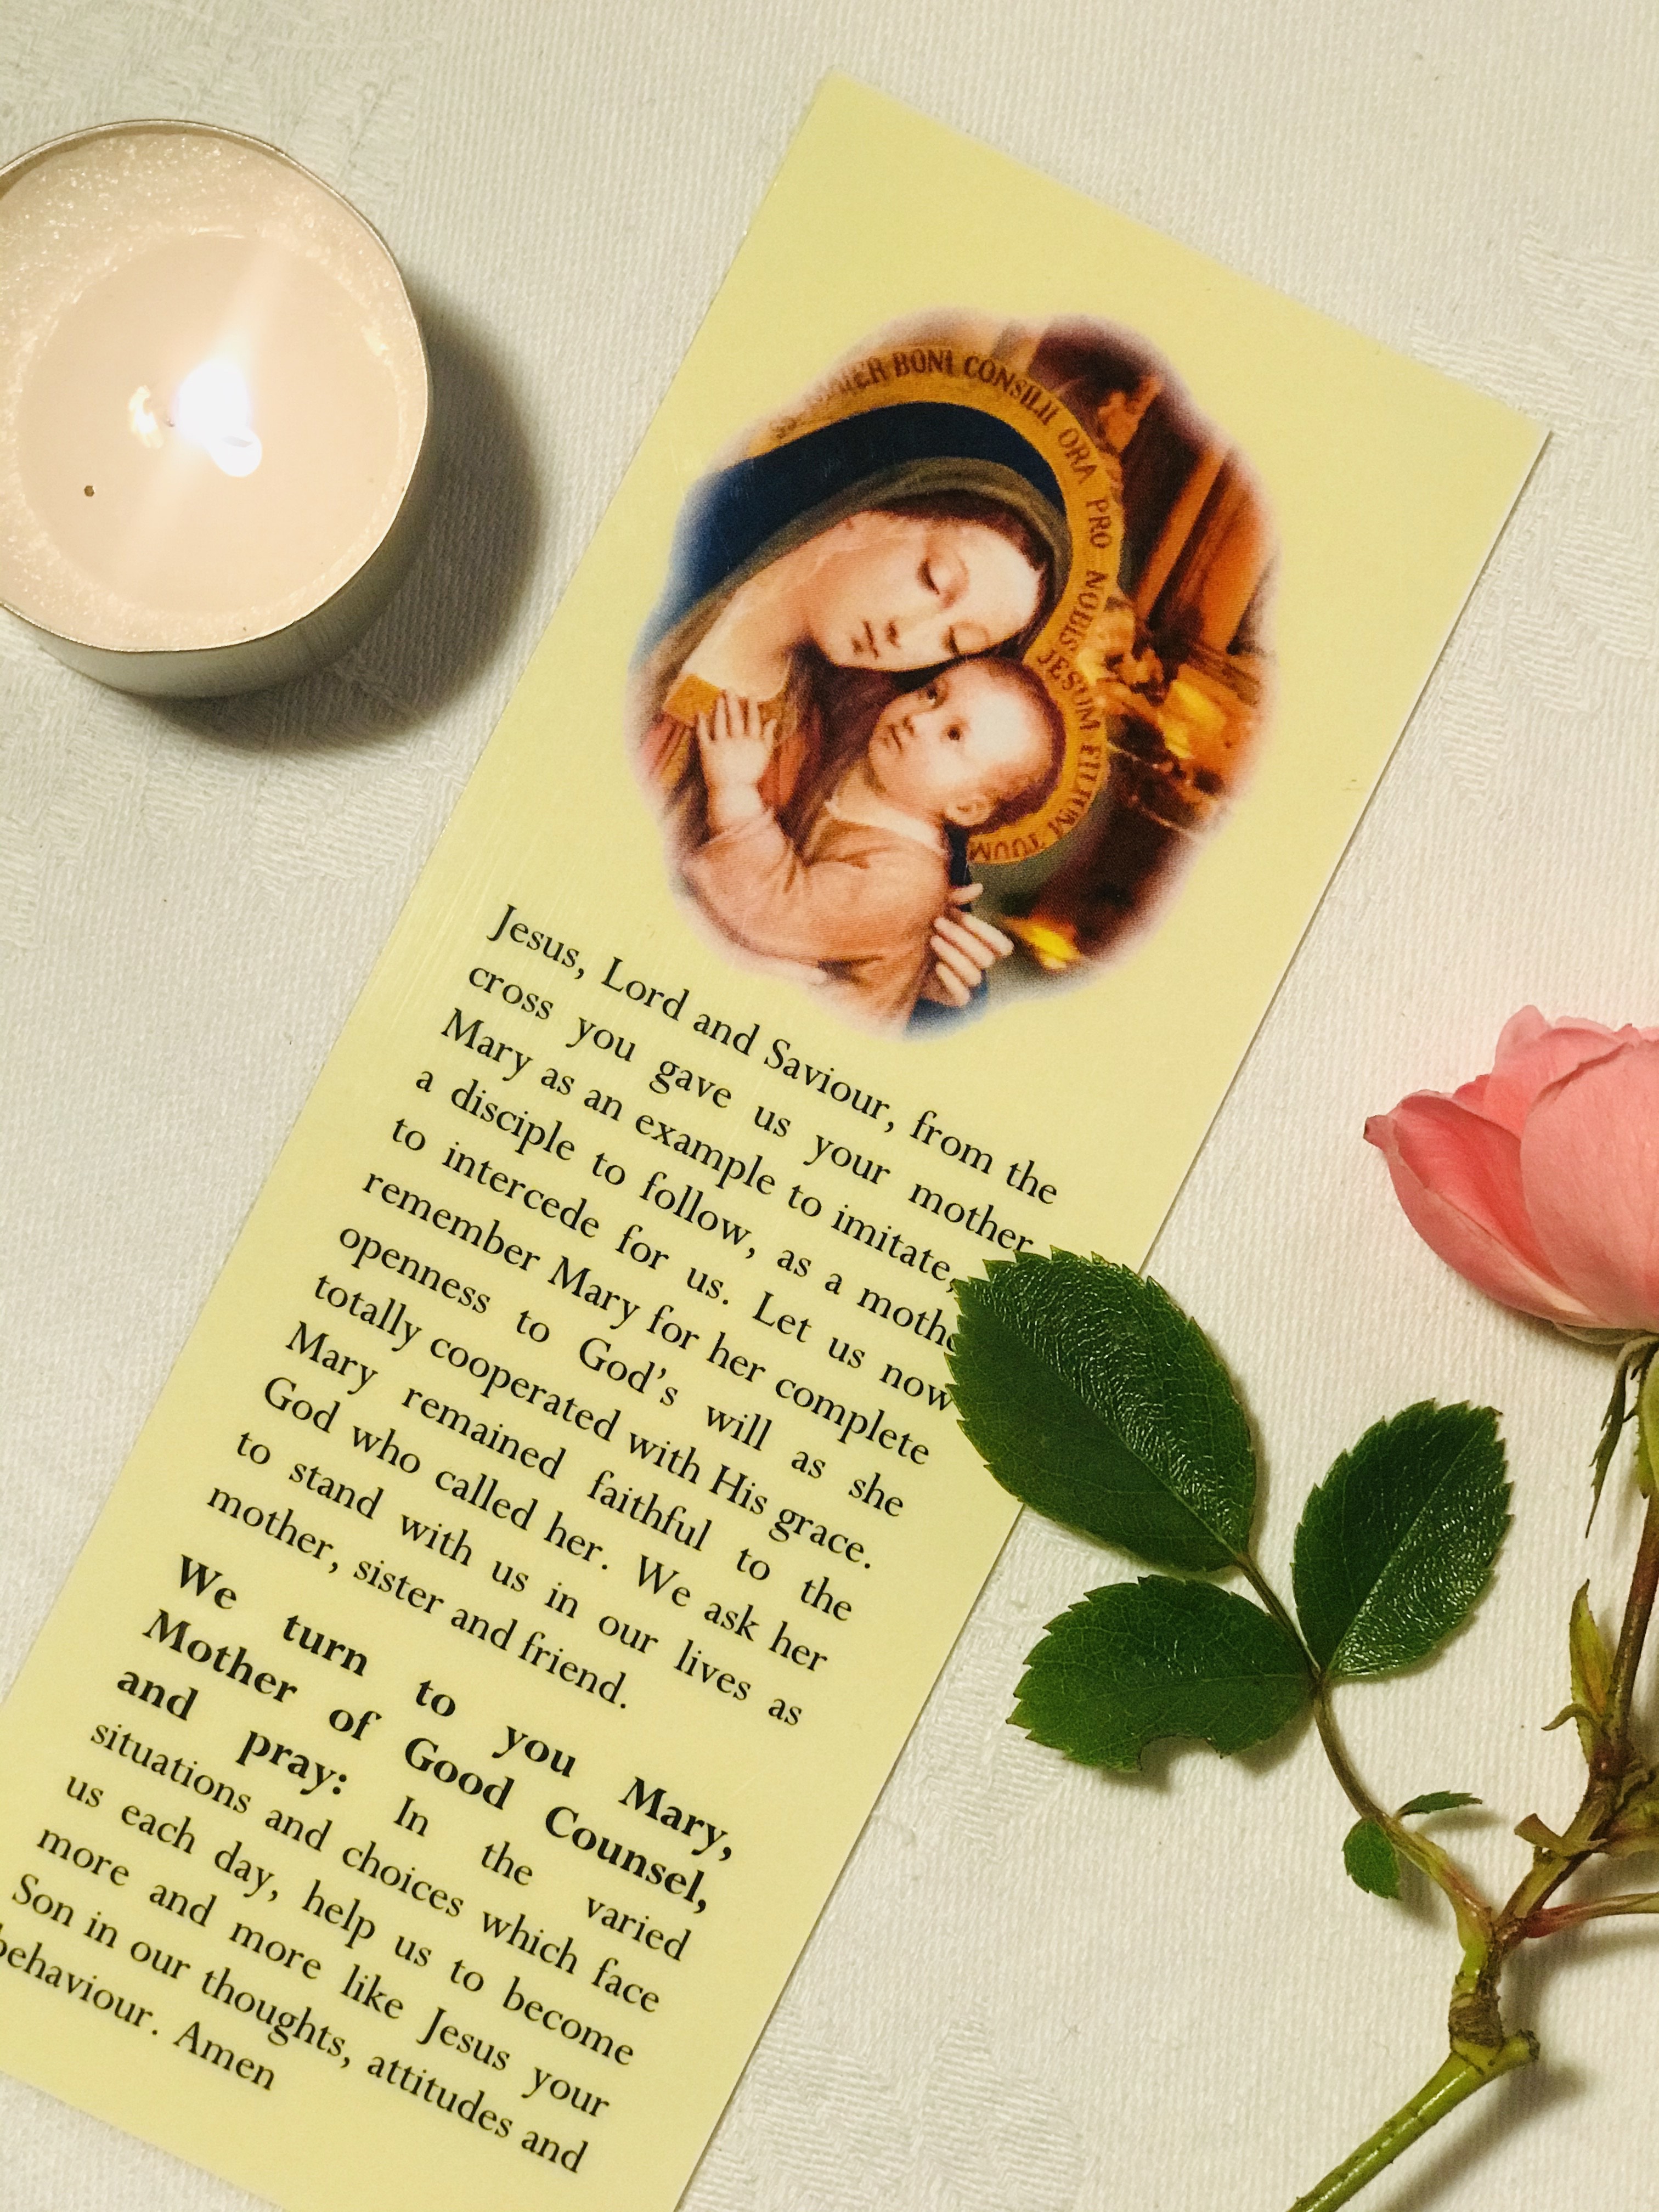 MATER BONI CONSILII ORA PRO NOBIS
JESUM FILIUM TUUM
Jesus, Lord and Saviour, from the
cross you gave us your mother
Mary as an example to imitate,
a disciple to follow, as a mothe
to intercede for us. Let us now
remember Mary for her complete
openness to God's will as she
totally cooperated with His grace.
Mary remained faithful to the
God who called her. We ask her
to stand with us in our lives as
mother, sister and friend.
We turn to you Mary,
Mother of Good Counsel,
and pray: In the varied
situations and choices which face
us each day, help us to become
more and more like Jesus your
Son in our thoughts, attitudes and
behaviour. Amen